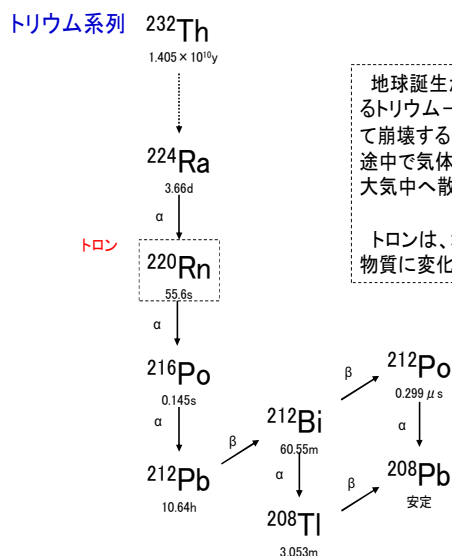 トリウム系列
²³²Th
1.405×10¹⁰y
²²⁴Ra
3.66d
α
トロン
²²⁰Rn
55.6s
α
²¹⁶Po
0.145s
α
²¹²Pb
10.64h
β
²¹²Bi
60.55m
β
²¹²Po
0.299μs
α
α
²⁰⁸Tl
3.053m
β
²⁰⁸Pb
安定
地球誕生
るトリウムー
て崩壊する
途中で気体
大気中へ散
トロンは、
物質に変化